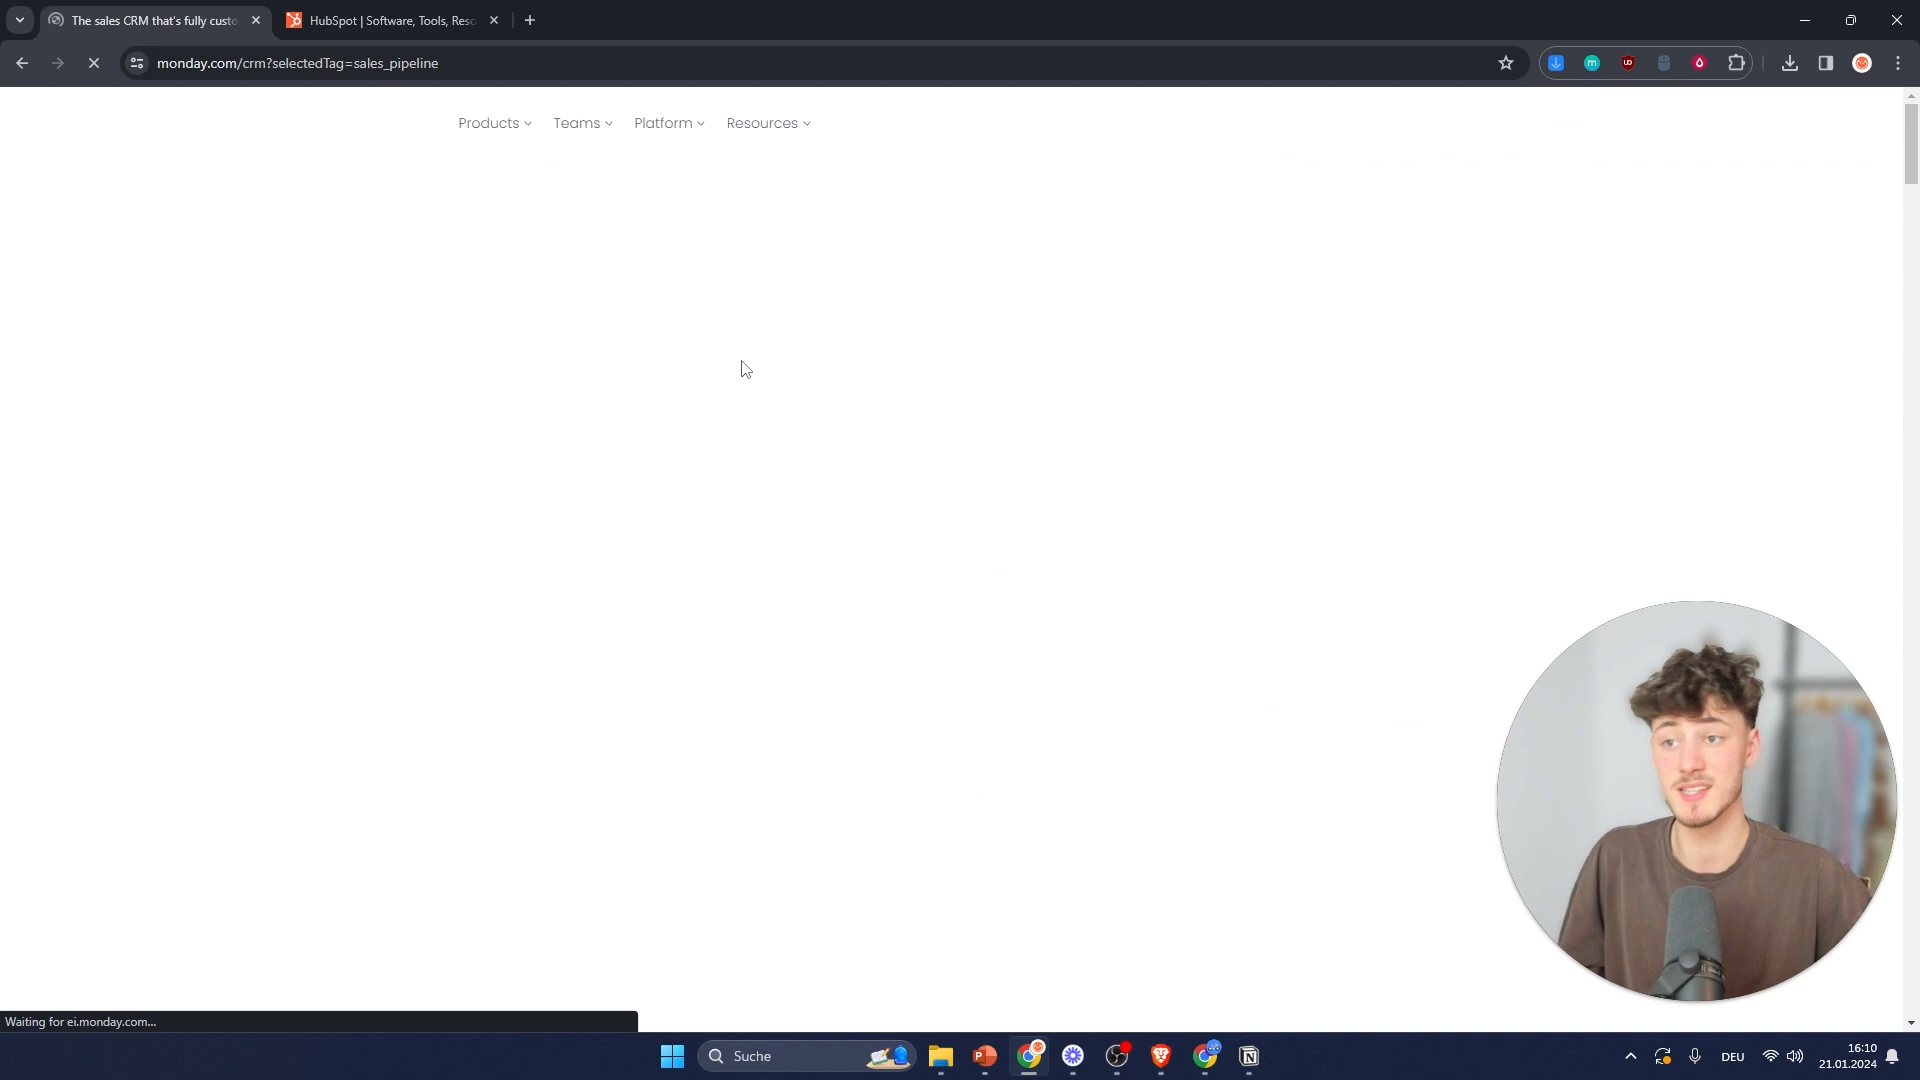 The sales CRM that's fully custo
HubSpot | Software, Tools, Reso
monday.com/crm?selectedTag=sales_pipeline
Products
Teams
Platform
Resources
Waiting for ei.monday.com...
Suche
DEU
16:10
21.01.2024